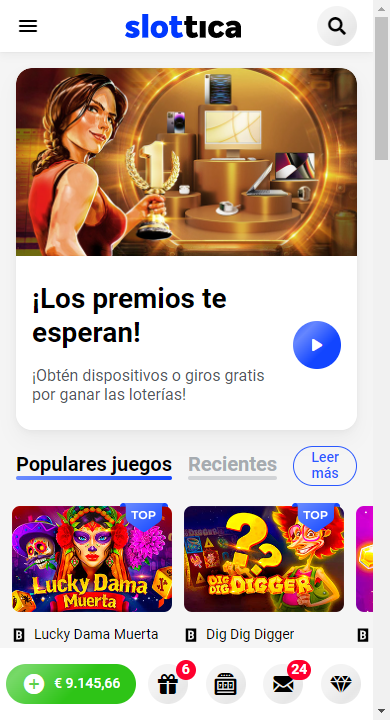 slottica
¡Los premios te
esperan!
¡Obtén dispositivos o giros gratis
por ganar las loterías!
Populares juegos
Recientes
Leer
más
TOP
TOP
Lucky Dama
Muerta
DIG DIG DIGGER
Lucky Dama Muerta
Dig Dig Digger
€ 9.145,66
6
24